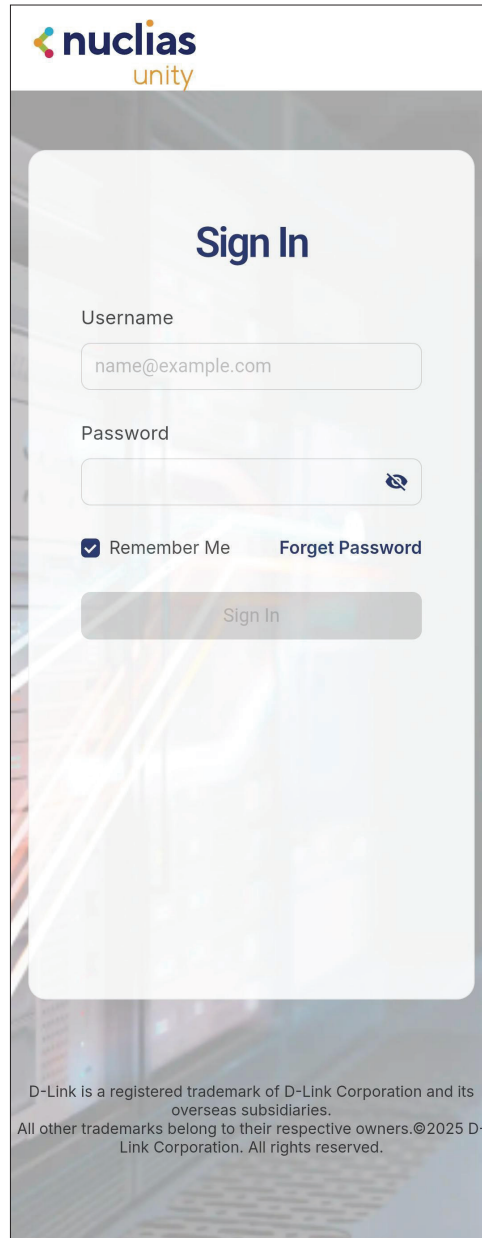 nuclias
unity
Sign In
Username
name@example.com
Password
Remember Me
Forget Password
Sign In
D-Link is a registered trademark of D-Link Corporation and its
overseas subsidiaries.
All other trademarks belong to their respective owners.©2025 D-
Link Corporation. All rights reserved.